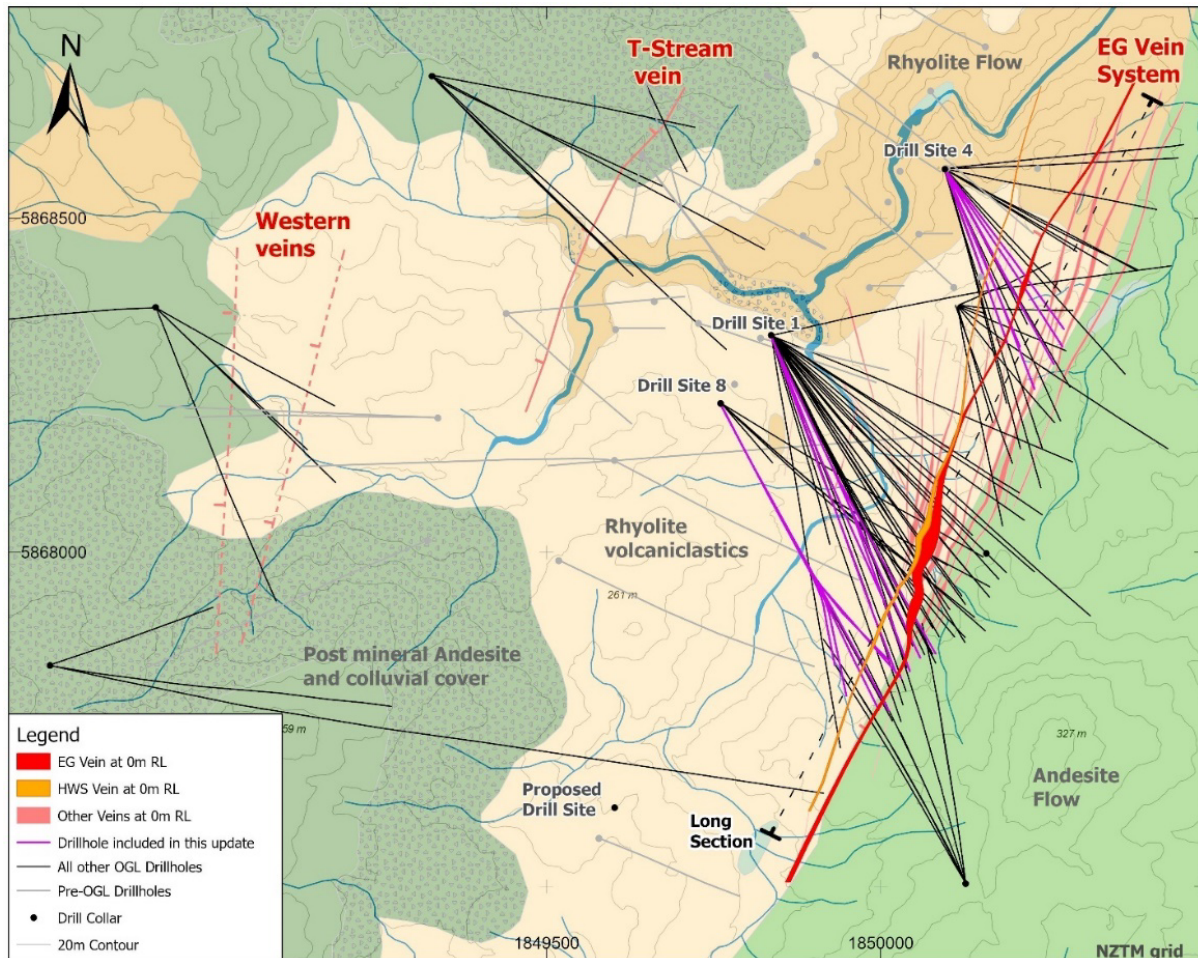 N
T-Stream
vein
Rhyolite Flow
EG Vein
System
Drill Site 4
5868500
Western
veins
Drill Site 1
Drill Site 8
Rhyolite
volcaniclastics
5868000
261 m
Post mineral Andesite
and colluvial cover
59 m
327 m
Andesite
Flow
Proposed
Drill Site
Long
Section
Legend
EG Vein at 0m RL
HWS Vein at 0m RL
Other Veins at 0m RL
Drillhole included in this update
All other OGL Drillholes
Pre-OGL Drillholes
Drill Collar
20m Contour
1849500
1850000
NZTM grid